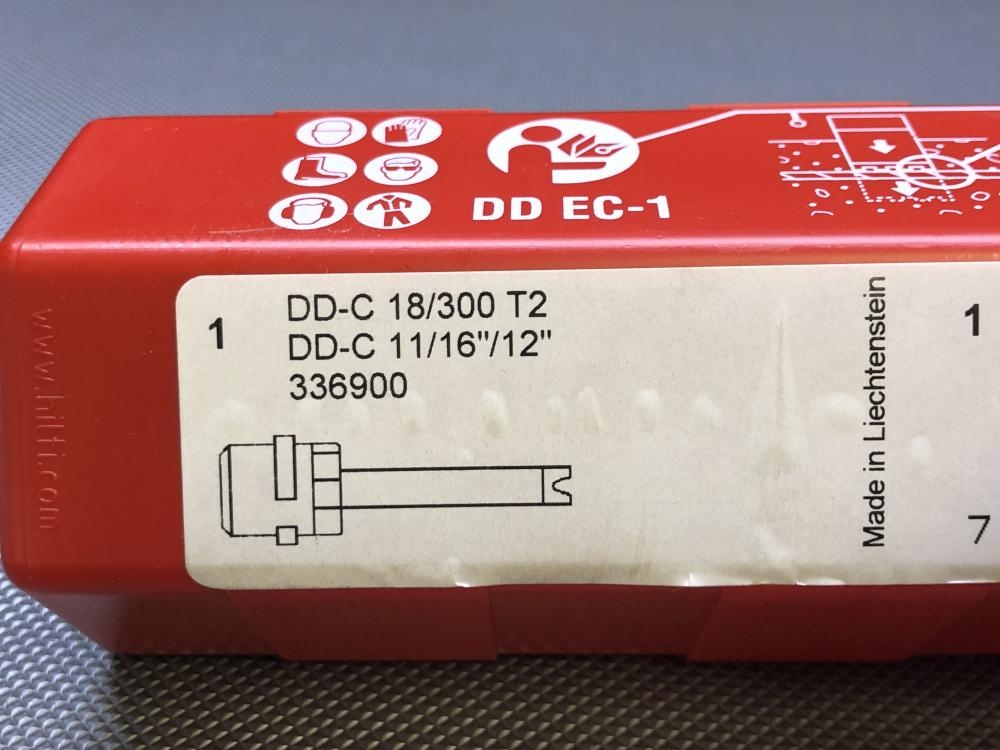 DD EC-1
1
DD-C 18/300 T2
DD-C 11/16"/12"
336900
Made in Liechtenstein
1
7
www.hilti.com